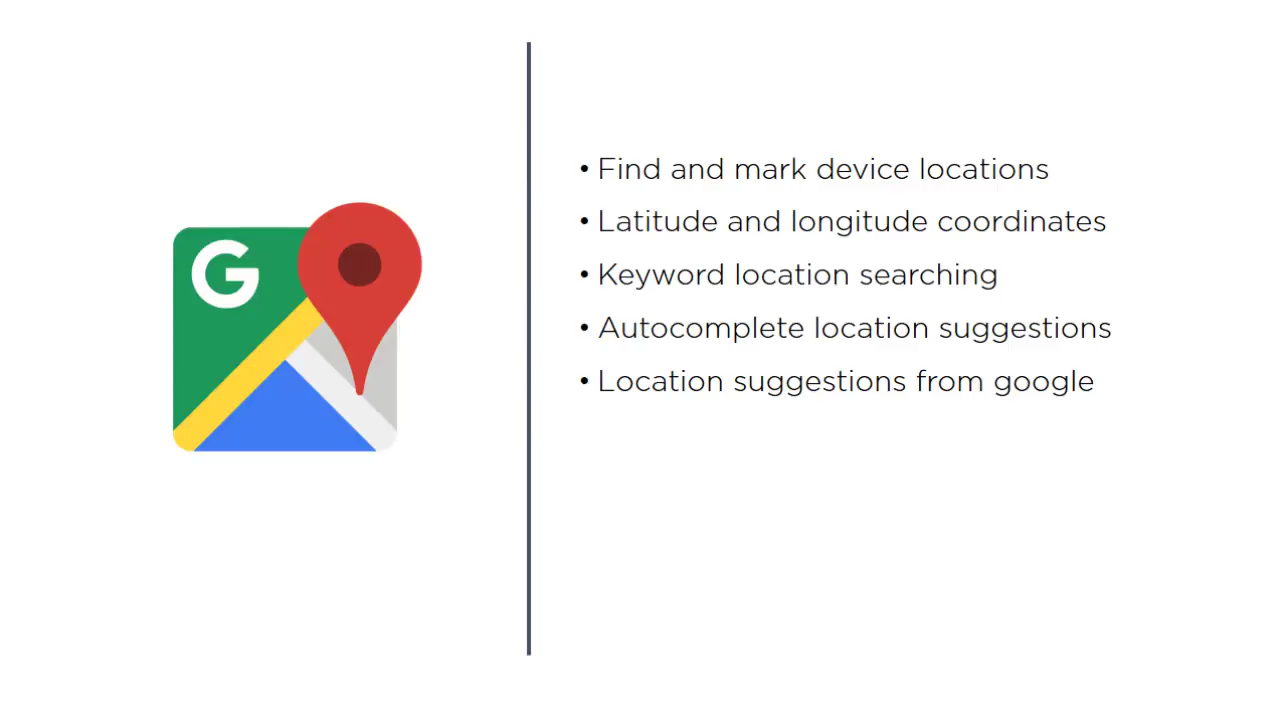 G
• Find and mark device locations
• Latitude and longitude coordinates
• Keyword location searching
• Autocomplete location suggestions
• Location suggestions from google